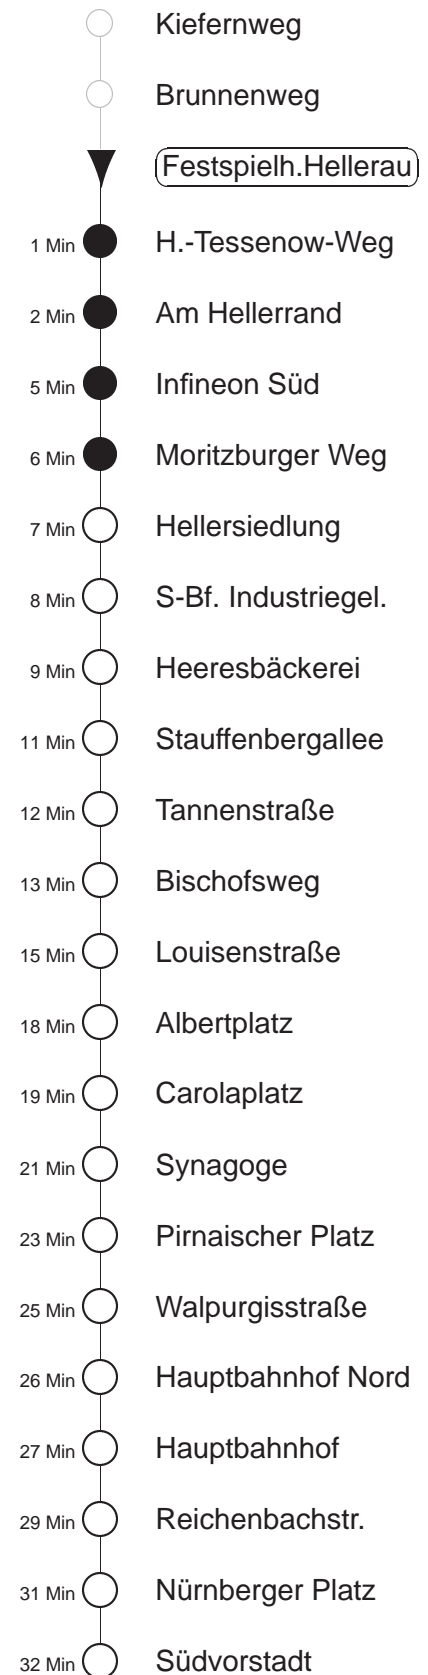 Kiefernweg
Brunnenweg
Festspielh.Hellerau
1 Min H.-Tessenow-Weg
2 Min Am Hellerrand
5 Min Infineon Süd
6 Min Moritzburger Weg
7 Min Hellersiedlung
8 Min S-Bf. Industriegel.
9 Min Heeresbäckerei
11 Min Stauffenbergallee
12 Min Tannenstraße
13 Min Bischofsweg
15 Min Louisenstraße
18 Min Albertplatz
19 Min Carolaplatz
21 Min Synagoge
23 Min Pirnaischer Platz
25 Min Walpurgisstraße
26 Min Hauptbahnhof Nord
27 Min Hauptbahnhof
29 Min Reichenbachstr.
31 Min Nürnberger Platz
32 Min Südvorstadt